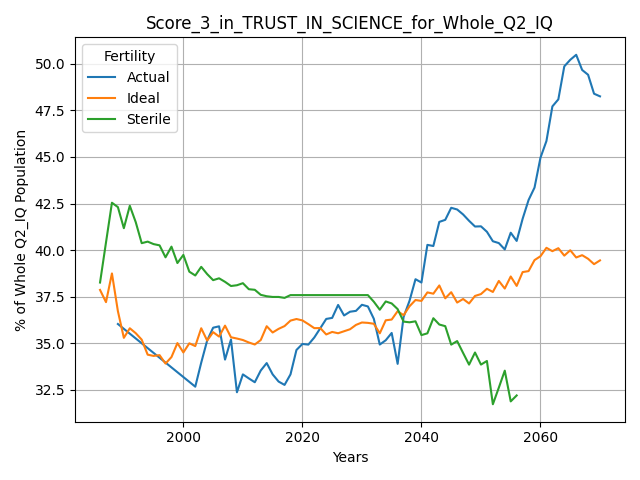 Score_3_in_TRUST_IN_SCIENCE_for_Whole_Q2_IQ
Fertility
Actual
Ideal
Sterile
% of Whole Q2_IQ Population
50.0
47.5
45.0
42.5
40.0
37.5
35.0
32.5
2000
2020
2040
2060
Years